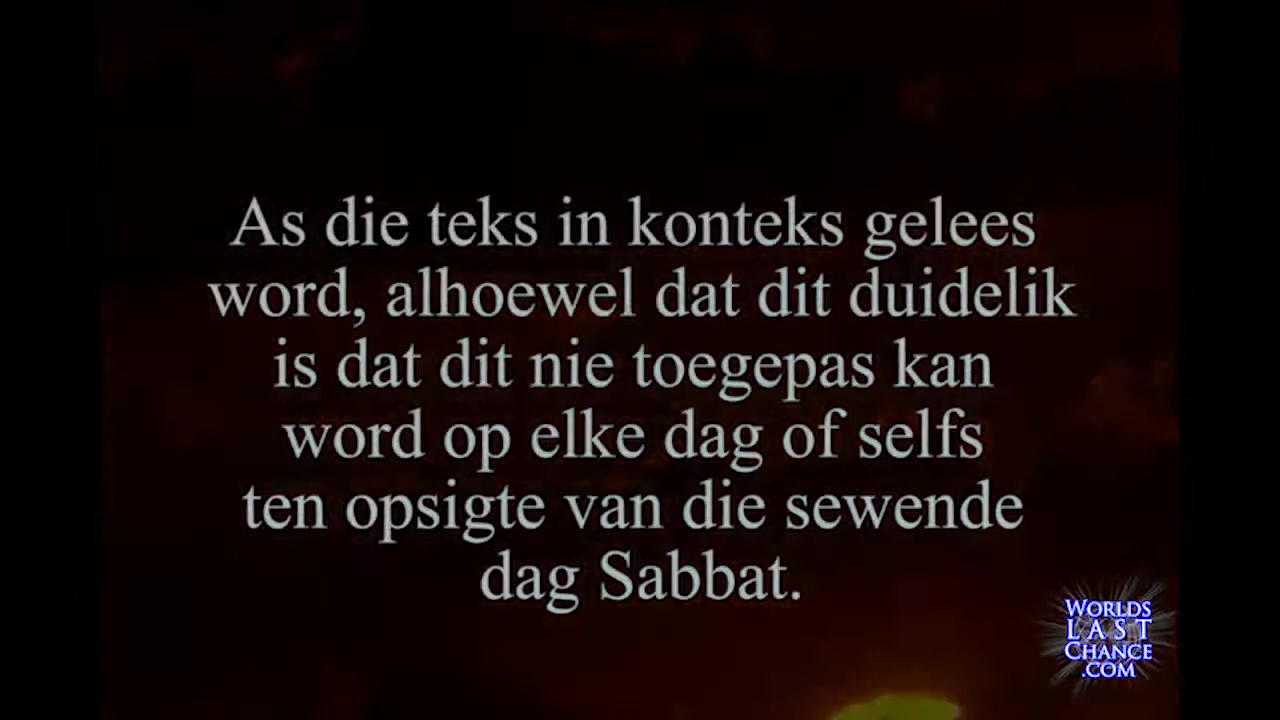 As die teks in konteks gelees
word, alhoewel dat dit duidelik
is dat dit nie toegepas kan
word op elke dag of selfs
ten opsigte van die sewende
dag Sabbat.
WORLDS
LAST
CHANCE
.COM